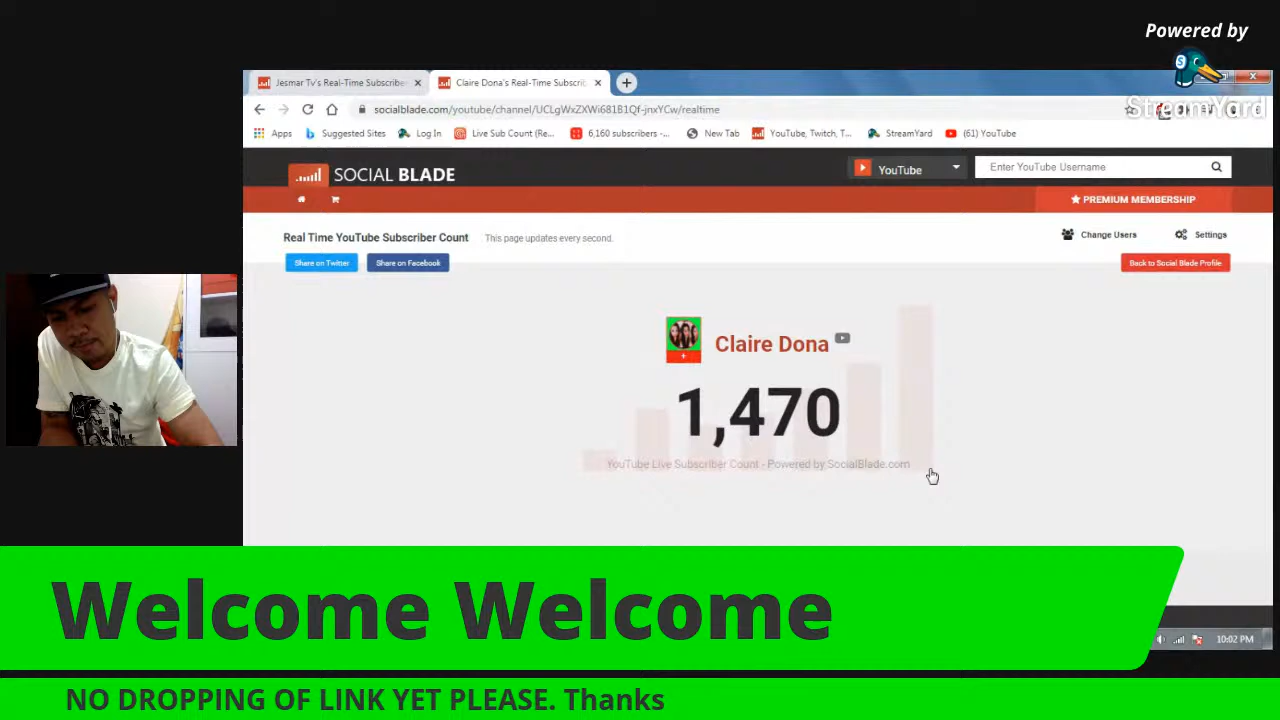 Powered by
StreamYard
Jesmar Tv's Real-Time Subscribe
Claire Dona's Real-Time Subscrib
socialblade.com/youtube/channel/UCLgWxZXWi681B1Qf-jnxYCw/realtime
Apps Suggested Sites Log In Live Sub Count (Re... 6,160 subscribers -... New Tab YouTube, Twitch, T... StreamYard (61) YouTube
SOCIAL BLADE YouTube Enter YouTube Username
PREMIUM MEMBERSHIP
Real Time YouTube Subscriber Count This page updates every second. Change Users Settings
Share on Twitter Share on Facebook Back to Social Blade Profile
Claire Dona
1,470
YouTube Live Subscriber Count - Powered by SocialBlade.com
Welcome Welcome
10:02 PM
NO DROPPING OF LINK YET PLEASE. Thanks